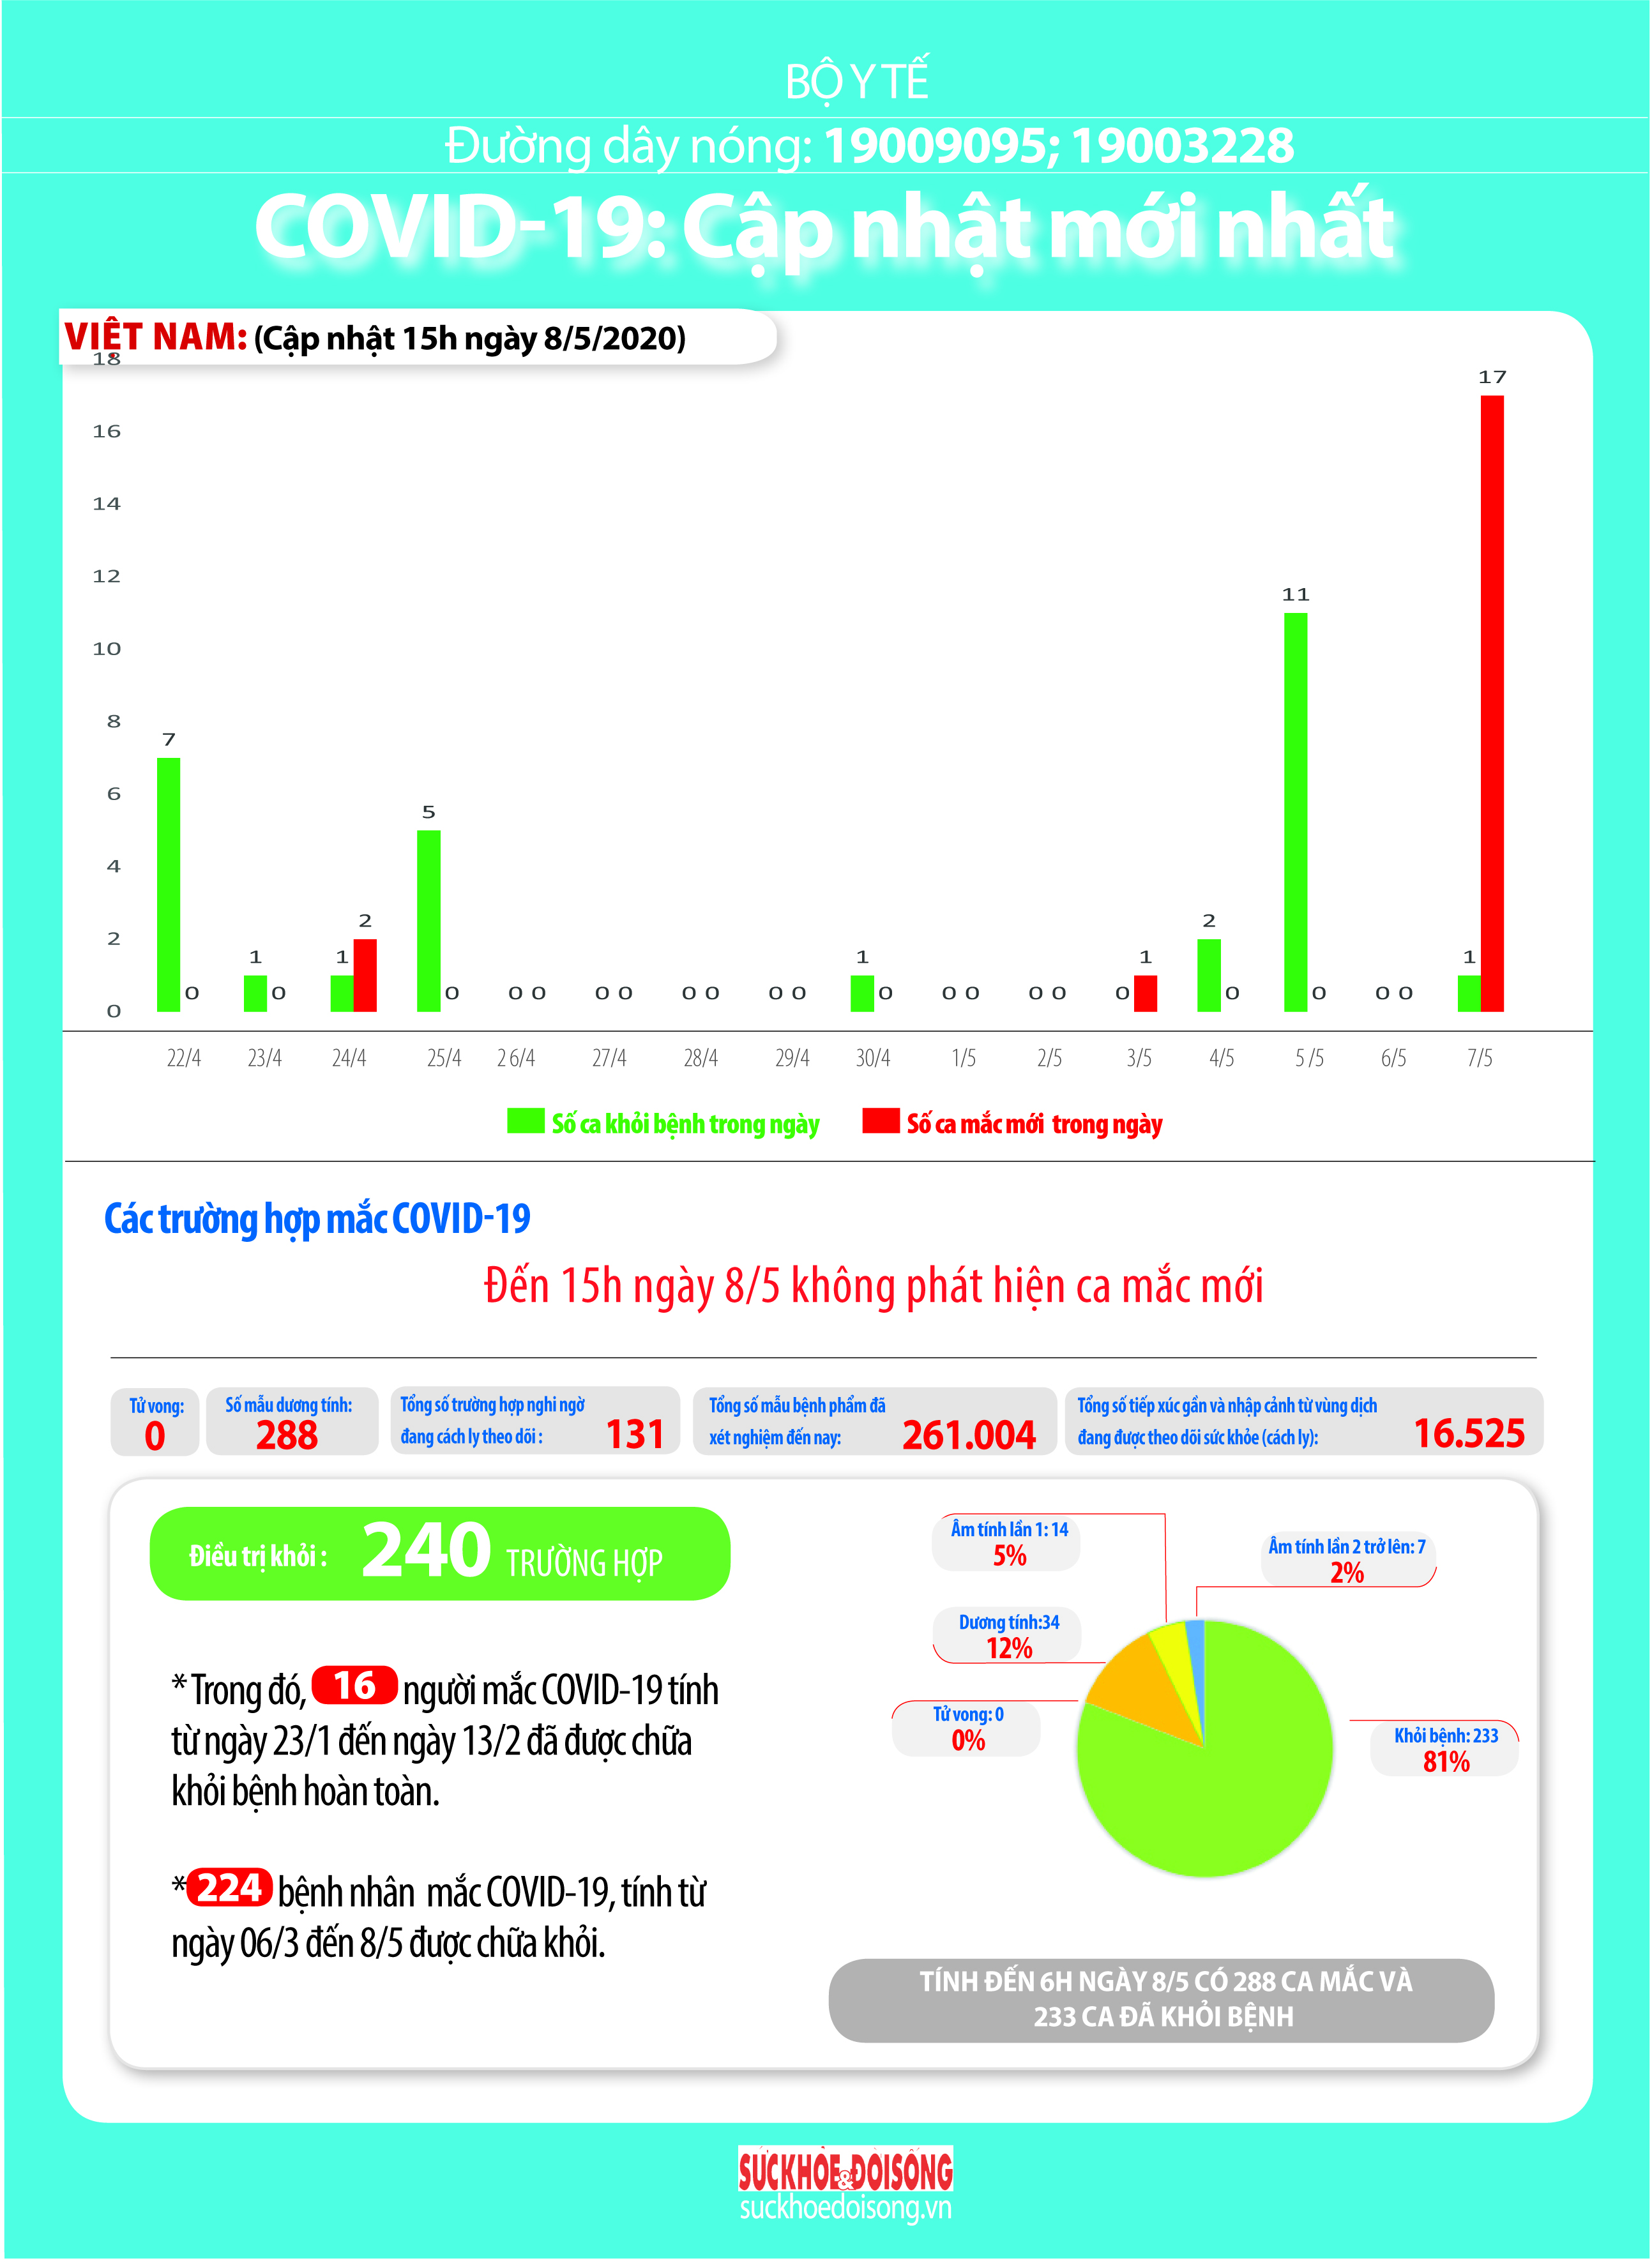 BỘ Y TẾ
Đường dây nóng: 19009095; 19003228
COVID-19: Cập nhật mới nhất
VIỆT NAM: (Cập nhật 15h ngày 8/5/2020)
18
16
14
12
10
8
6
4
2
0
7 0 1 0 1 2 5 0 0 0 0 0 0 0 0 0 1 0 0 0 0 0 0 1 2 0 11 0 0 0 1 17
22/4 23/4 24/4 25/4 2 6/4 27/4 28/4 29/4 30/4 1/5 2/5 3/5 4/5 5 /5 6/5 7/5
Số ca khỏi bệnh trong ngày Số ca mắc mới trong ngày
Các trường hợp mắc COVID-19
Đến 15h ngày 8/5 không phát hiện ca mắc mới
Tử vong:
0
Số mẫu dương tính:
288
Tổng số trường hợp nghi ngờ
đang cách ly theo dõi : 131
Tổng số mẫu bệnh phẩm đã
xét nghiệm đến nay: 261.004
Tổng số tiếp xúc gần và nhập cảnh từ vùng dịch
đang được theo dõi sức khỏe (cách ly): 16.525
Điều trị khỏi : 240 TRƯỜNG HỢP
* Trong đó, 16 người mắc COVID-19 tính
từ ngày 23/1 đến ngày 13/2 đã được chữa
khỏi bệnh hoàn toàn.
* 224 bệnh nhân mắc COVID-19, tính từ
ngày 06/3 đến 8/5 được chữa khỏi.
Âm tính lần 1: 14
5%
Âm tính lần 2 trở lên: 7
2%
Dương tính:34
12%
Tử vong: 0
0%
Khỏi bệnh: 233
81%
TÍNH ĐẾN 6H NGÀY 8/5 CÓ 288 CA MẮC VÀ
233 CA ĐÃ KHỎI BỆNH
SỨCKHỎE&ĐỜISỐNG
suckhoedoisong.vn